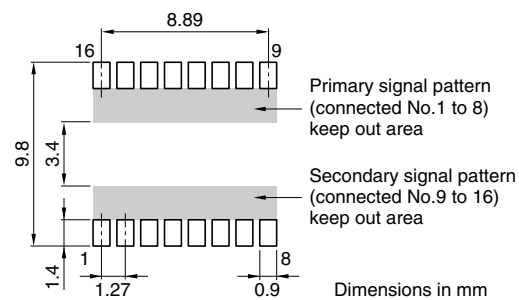 8.89
16
9
Primary signal pattern
(connected No.1 to 8)
keep out area
9.8
3.4
Secondary signal pattern
(connected No.9 to 16)
keep out area
1
8
1.4
1.27
0.9
Dimensions in mm